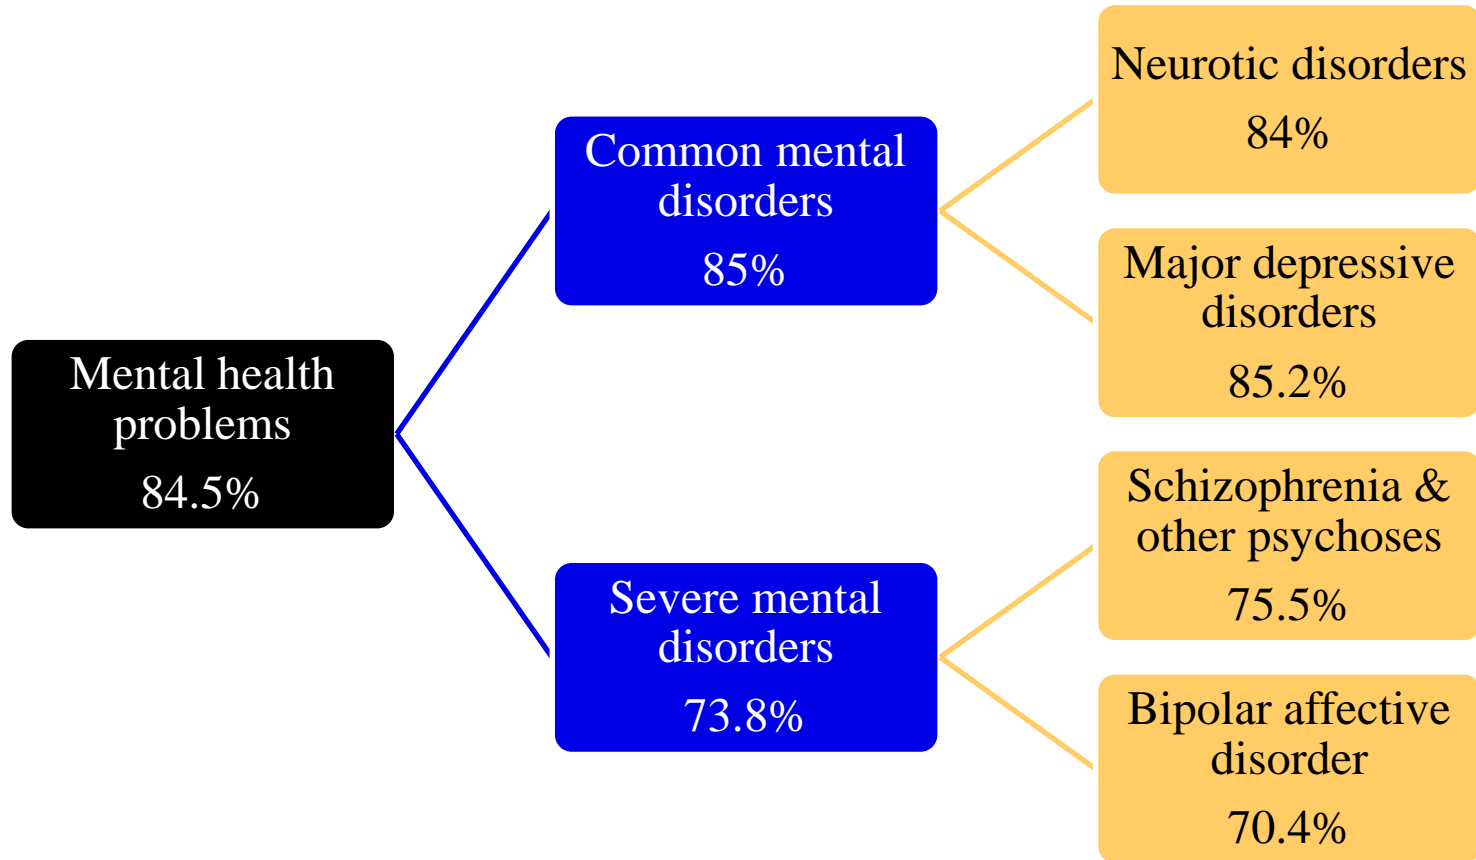 Mental health
problems
84.5%
Common mental
disorders
85%
Neurotic disorders
84%
Major depressive
disorders
85.2%
Severe mental
disorders
73.8%
Schizophrenia &
other psychoses
75.5%
Bipolar affective
disorder
70.4%